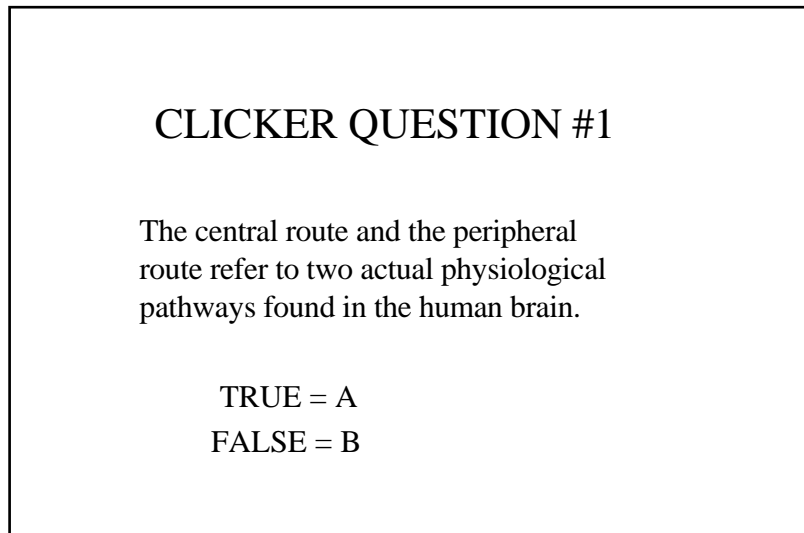 CLICKER QUESTION #1
The central route and the peripheral
route refer to two actual physiological
pathways found in the human brain.
TRUE = A
FALSE = B